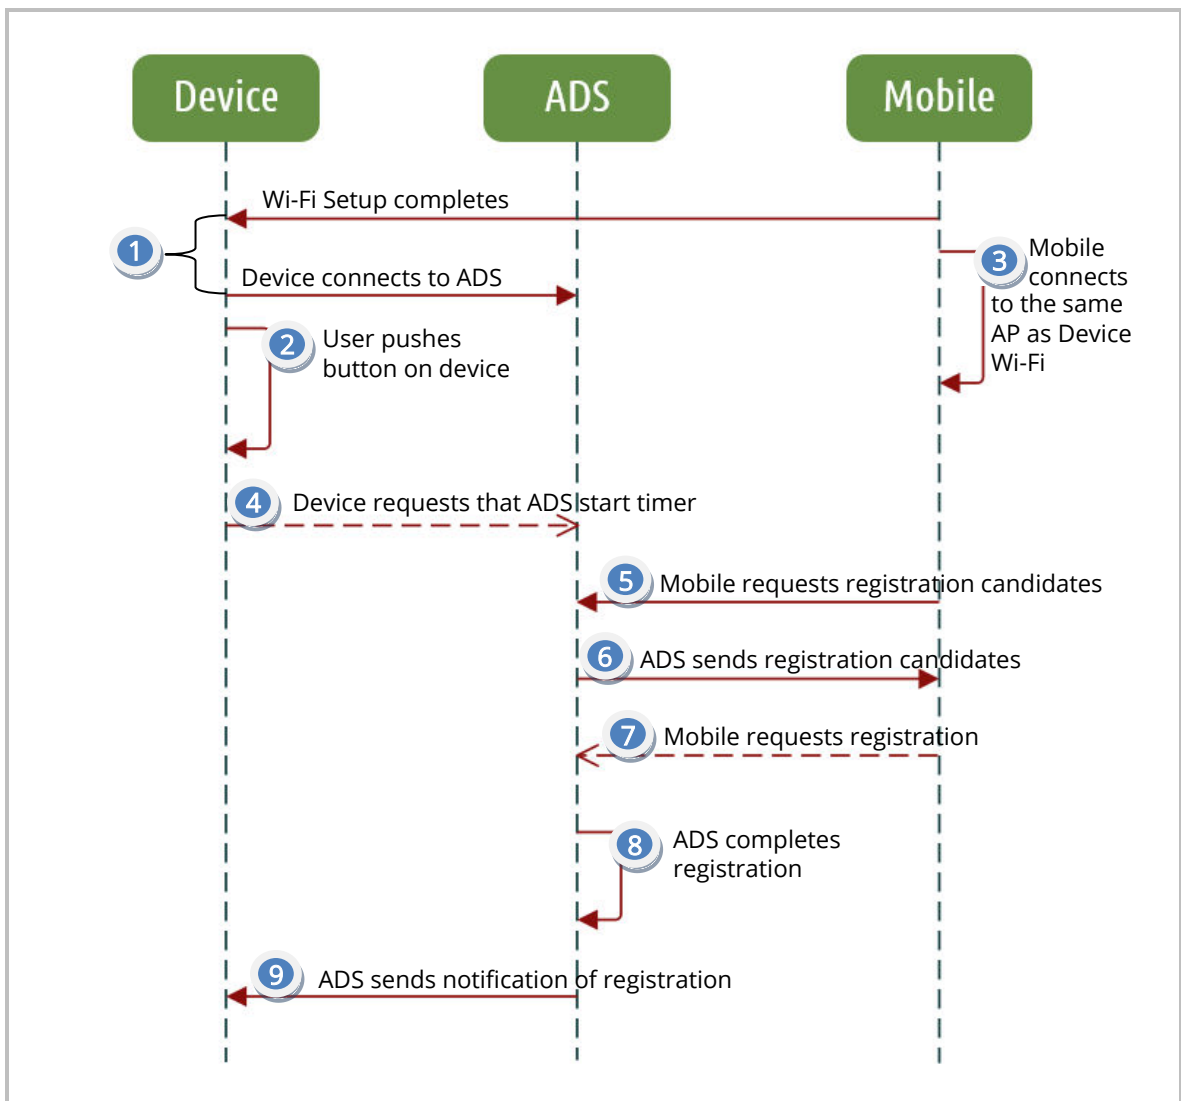 Device
ADS
Mobile
Wi-Fi Setup completes
1
3
Mobile
connects
to the same
AP as Device
Wi-Fi
Device connects to ADS
2
User pushes
button on device
4
Device requests that ADS start timer
5
Mobile requests registration candidates
6
ADS sends registration candidates
7
Mobile requests registration
8
ADS completes
registration
9
ADS sends notification of registration